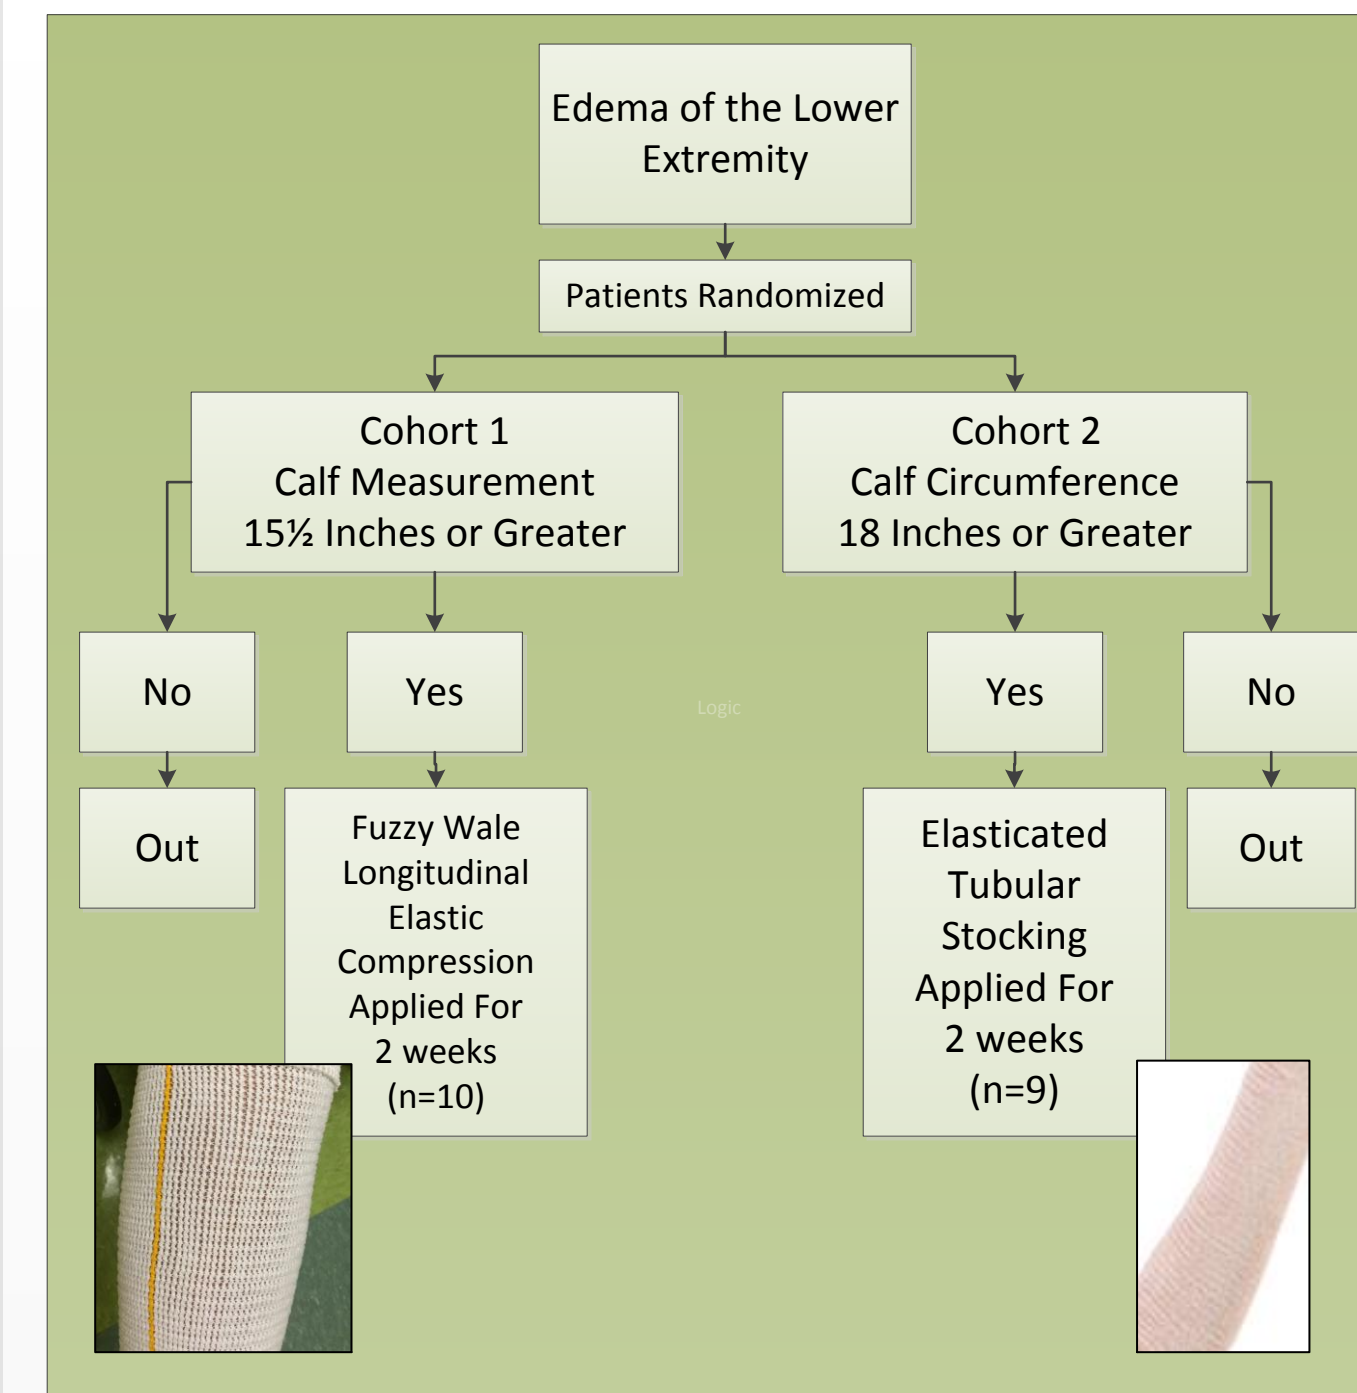 Edema of the Lower
Extremity
Patients Randomized
Cohort 1
Calf Measurement
15½ Inches or Greater
Cohort 2
Calf Circumference
18 Inches or Greater
No
Yes
Logic
Yes
No
Out
Fuzzy Wale
Longitudinal
Elastic
Compression
Applied For
2 weeks
(n=10)
Elasticated
Tubular
Stocking
Applied For
2 weeks
(n=9)
Out